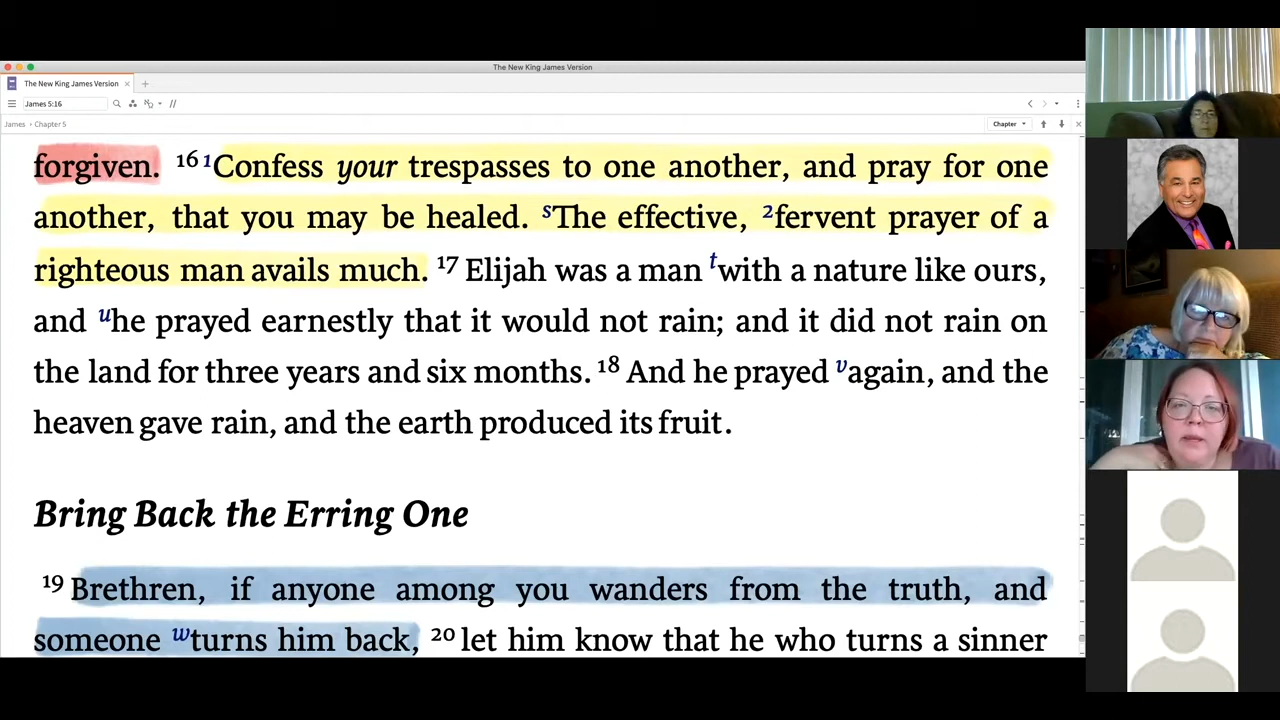 The New King James Version
The New King James Version
James 5:16
James › Chapter 5
Chapter
forgiven. 16 1Confess your trespasses to one another, and pray for one
another, that you may be healed. sThe effective, 2fervent prayer of a
righteous man avails much. 17 Elijah was a man twith a nature like ours,
and uhe prayed earnestly that it would not rain; and it did not rain on
the land for three years and six months. 18 And he prayed vagain, and the
heaven gave rain, and the earth produced its fruit.
Bring Back the Erring One
19 Brethren, if anyone among you wanders from the truth, and
someone wturns him back, 20 let him know that he who turns a sinner